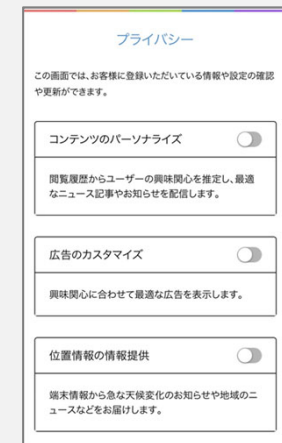 プライバシー
この画面では、お客様に登録いただいている情報や設定の確認
や更新ができます。
コンテンツのパーソナライズ
閲覧履歴からユーザーの興味関心を推定し、最適
なニュース記事やお知らせを配信します。
広告のカスタマイズ
興味関心に合わせて最適な広告を表示します。
位置情報の情報提供
端末情報から急な天候変化のお知らせや地域のニ
ュースなどをお届けします。